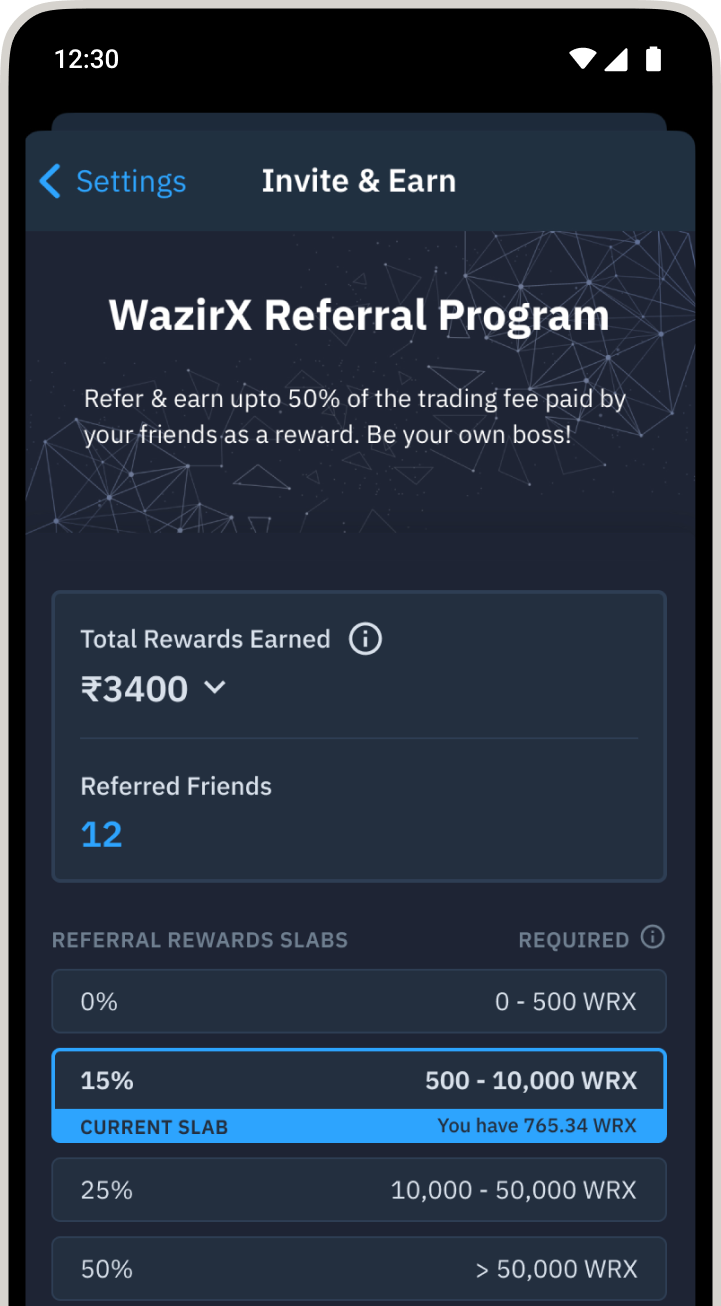 12:30
Settings
Invite & Earn
WazirX Referral Program
Refer & earn upto 50% of the trading fee paid by
your friends as a reward. Be your own boss!
Total Rewards Earned
₹3400
Referred Friends
12
REFERRAL REWARDS SLABS REQUIRED
0% 0 - 500 WRX
15% 500 - 10,000 WRX
CURRENT SLAB You have 765.34 WRX
25% 10,000 - 50,000 WRX
50% > 50,000 WRX